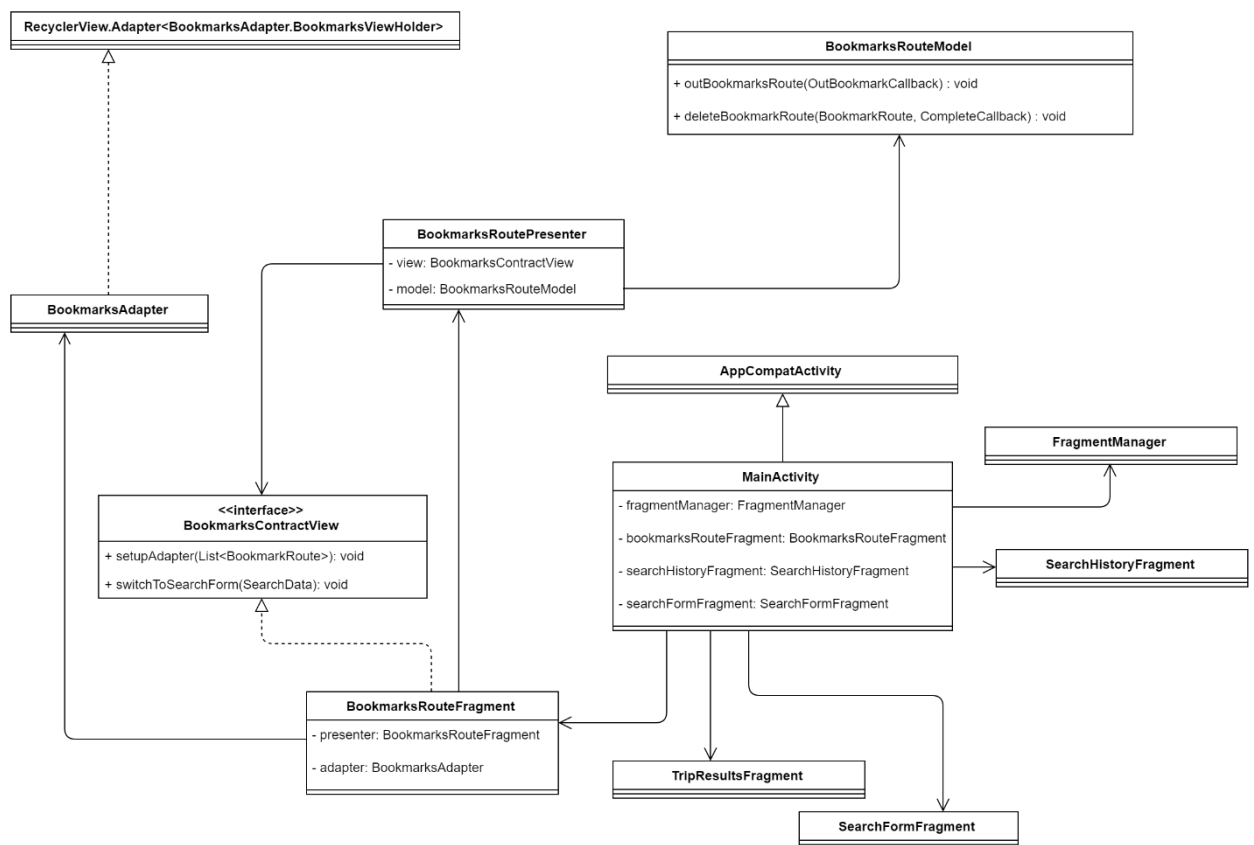 RecyclerView.Adapter<BookmarksAdapter.BookmarksViewHolder>
BookmarksRouteModel
+ outBookmarksRoute(OutBookmarkCallback) : void
+ deleteBookmarkRoute(BookmarkRoute, CompleteCallback) : void
BookmarksRoutePresenter
- view: BookmarksContractView
- model: BookmarksRouteModel
BookmarksAdapter
AppCompatActivity
FragmentManager
MainActivity
- fragmentManager: FragmentManager
- bookmarksRouteFragment: BookmarksRouteFragment
- searchHistoryFragment: SearchHistoryFragment
- searchFormFragment: SearchFormFragment
<<interface>>
BookmarksContractView
+ setupAdapter(List<BookmarkRoute>): void
+ switchToSearchForm(SearchData): void
SearchHistoryFragment
BookmarksRouteFragment
- presenter: BookmarksRouteFragment
- adapter: BookmarksAdapter
TripResultsFragment
SearchFormFragment